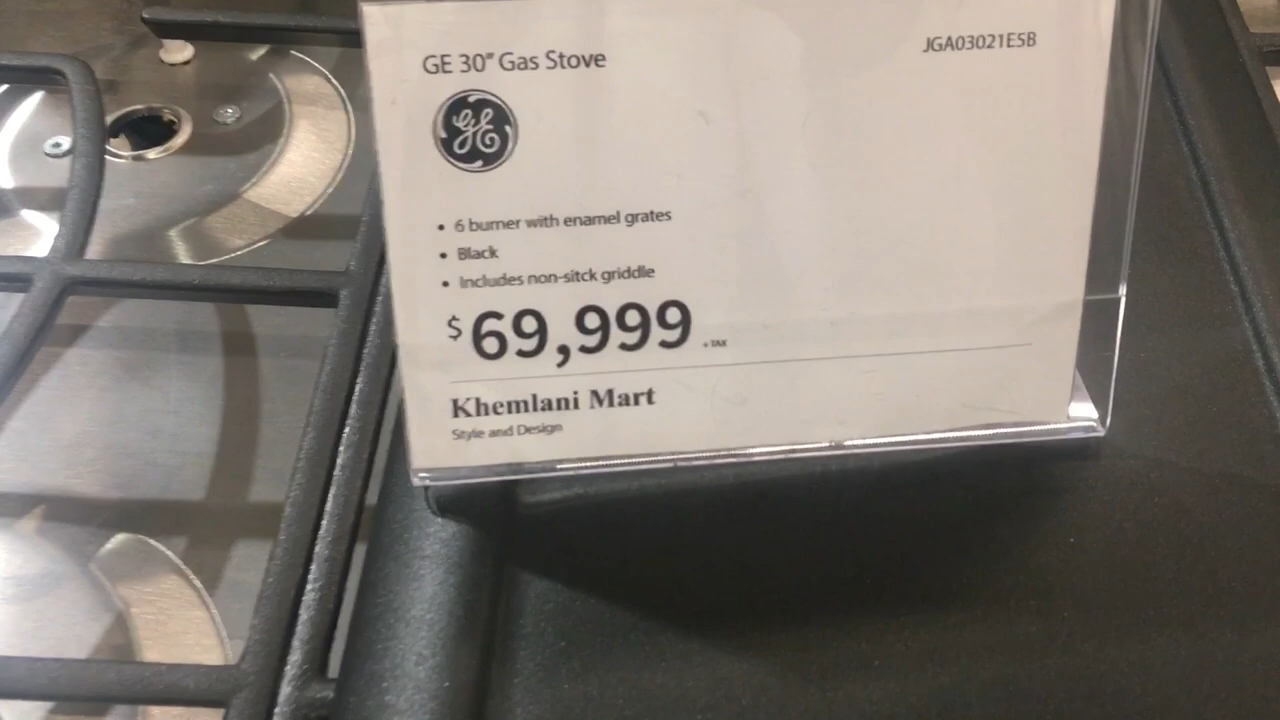 GE 30" Gas Stove
JGA03021E5B
GE
• 6 burner with enamel grates
• Black
• Includes non-sitck griddle
$69,999 +TAX
Khemlani Mart
Style and Design